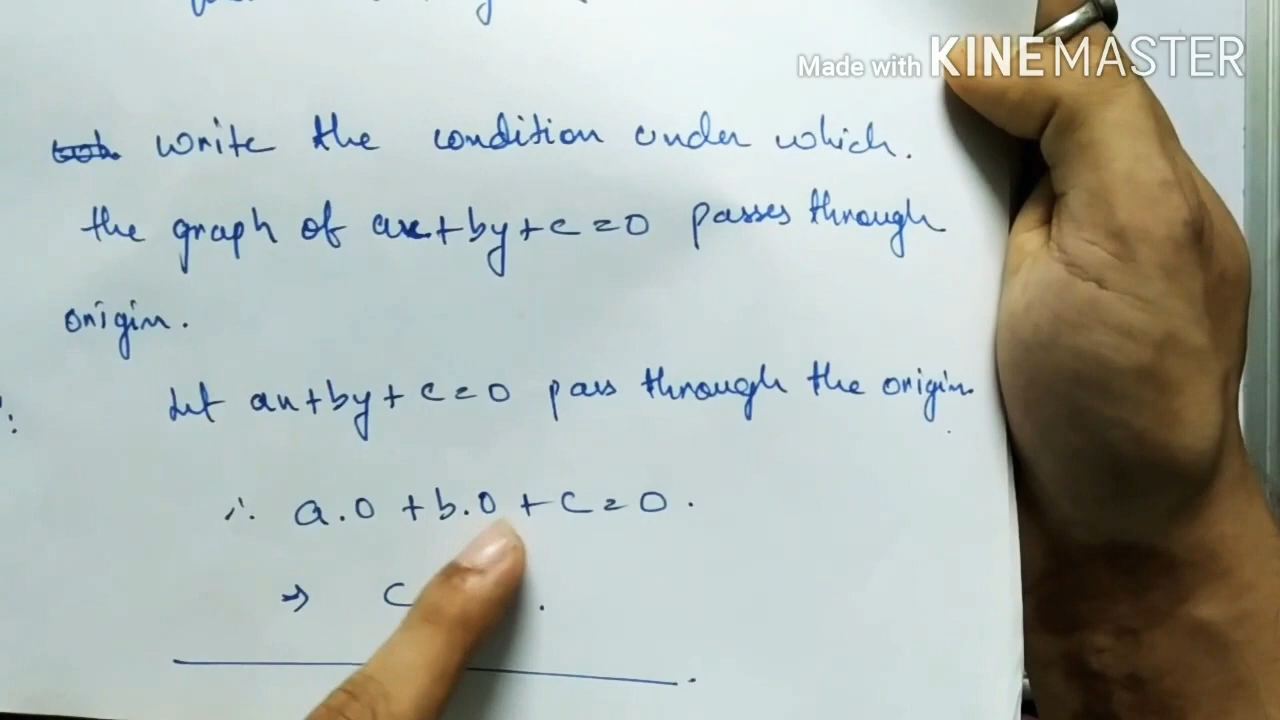 Made with KINEMASTER
write the condition under which.
the graph of ax+by+c=0 passes through
origin.
Let ax+by+c=0 pass through the origin.
∴ a.0 +b.0 +c=0.
⇒ c .